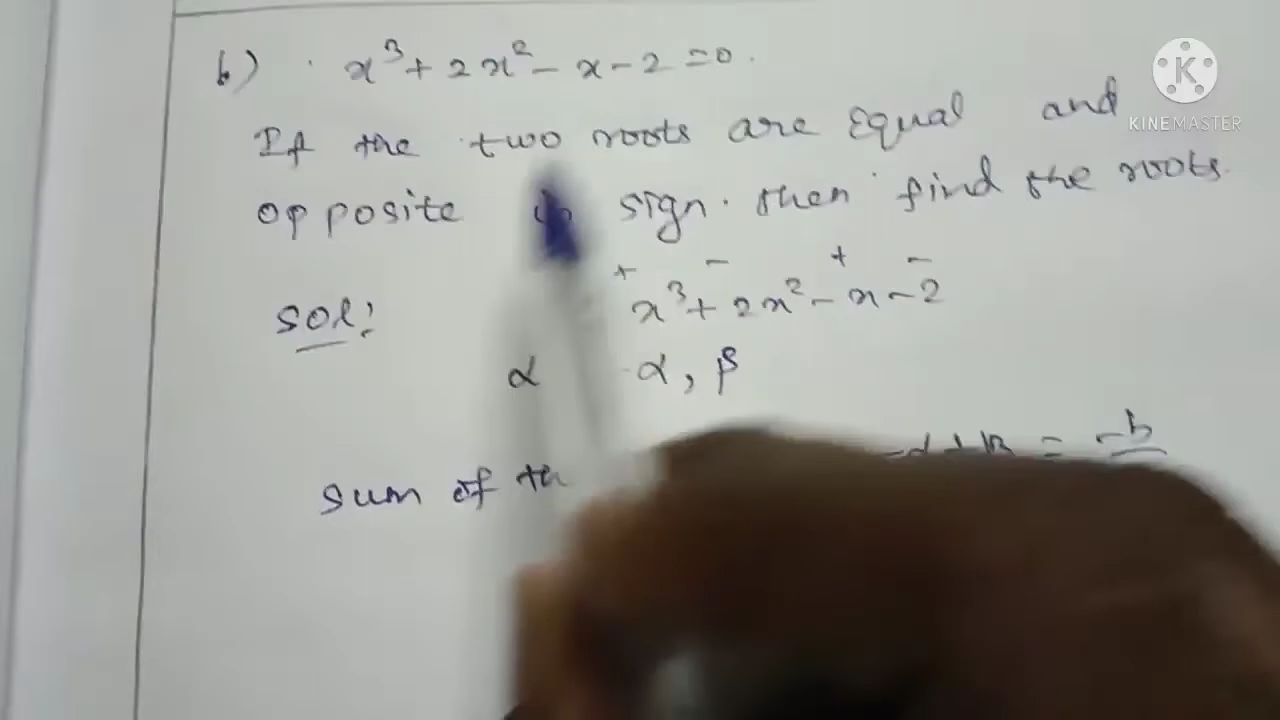 b) x³ + 2x² - x - 2 = 0.
K
KINEMASTER
If the two roots are Equal and
opposite in sign. then find the roots.
+ - + -
Sol: x³ + 2x² - x - 2
α α, β
sum of th = -b